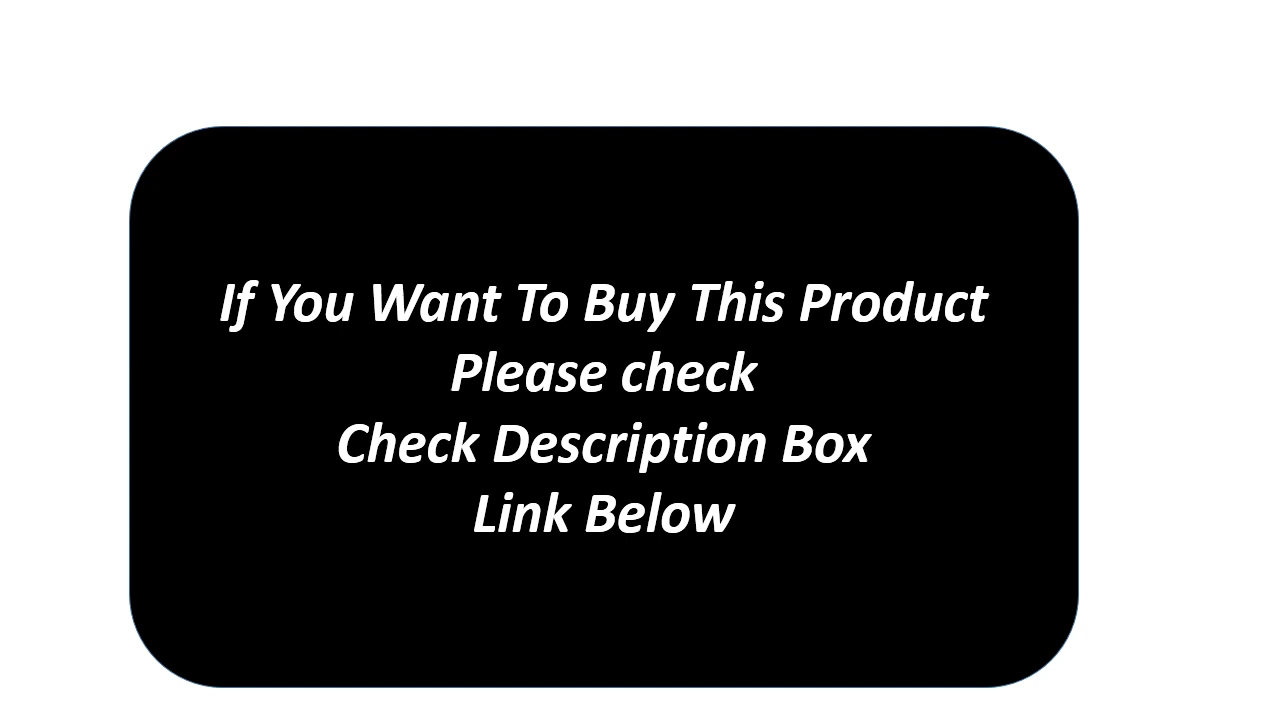 If You Want To Buy This Product
Please check
Check Description Box
Link Below